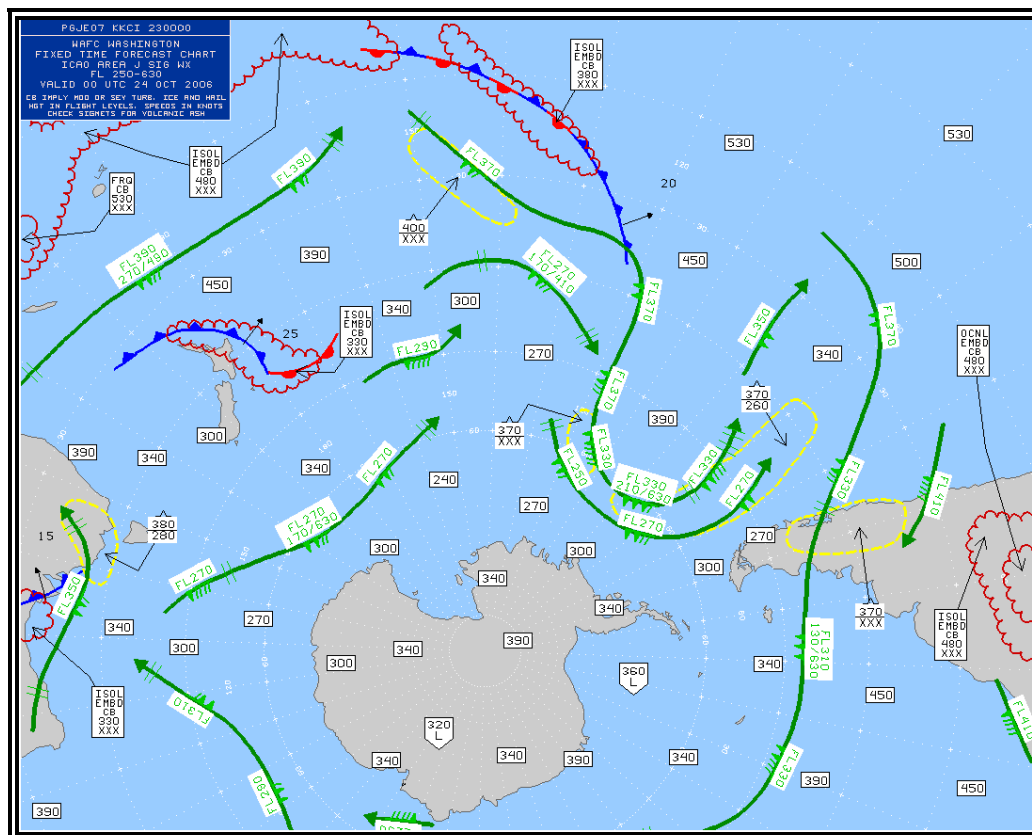 PGJE07 KKCI 230000
WAFC WASHINGTON
FIXED TIME FORECAST CHART
ICAO AREA J SIG WX
FL 250-630
VALID 00 UTC 24 OCT 2006
CB IMPLY MOD OR SEV TURB. ICE AND HAIL
HGT IN FLIGHT LEVELS. SPEEDS IN KNOTS
CHECK SIGMETS FOR VOLCANIC ASH
ISOL
EMBD
CB
380
XXX
530
530
ISOL
EMBD
CB
480
XXX
FRQ
CB
530
XXX
FL390
FL370
20
400
XXX
390
450
500
FL390
270/480
450
FL270
170/410
300
340
FL370
FL350
FL370
OCNL
EMBD
CB
480
XXX
25
ISOL
EMBD
CB
330
XXX
FL290
270
340
FL370
370
260
150
60
300
390
370
XXX
390
340
340
FL330
FL250
FL330
210/630
FL330
FL270
FL270
FL330
FL410
240
270
FL270
FL270
170/630
380
280
15
300
300
270
300
370
XXX
FL350
FL270
340
340
340
270
390
ISOL
EMBD
CB
480
XXX
300
300
340
FL310
130/630
340
360
L
450
ISOL
EMBD
CB
330
XXX
FL310
320
L
FL410
340
340
340
390
340
FL330
390
450
FL290
390